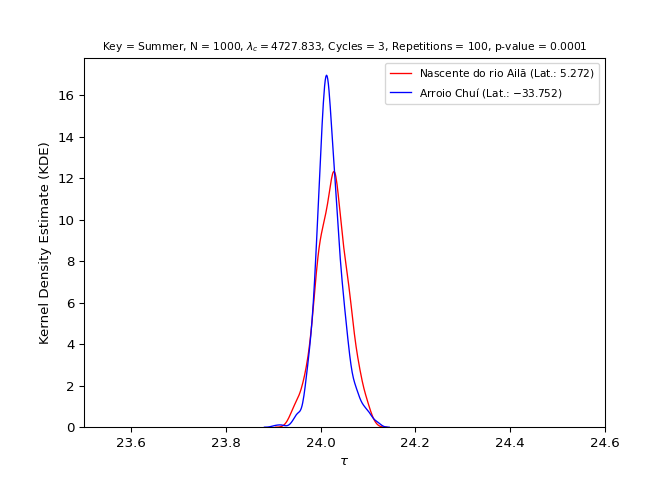 Key = Summer, N = 1000, λc = 4727.833, Cycles = 3, Repetitions = 100, p-value = 0.0001
Nascente do rio Ailã (Lat.: 5.272)
Arroio Chuí (Lat.: −33.752)
Kernel Density Estimate (KDE)
16
14
12
10
8
6
4
2
0
23.6 23.8 24.0 24.2 24.4 24.6
τ